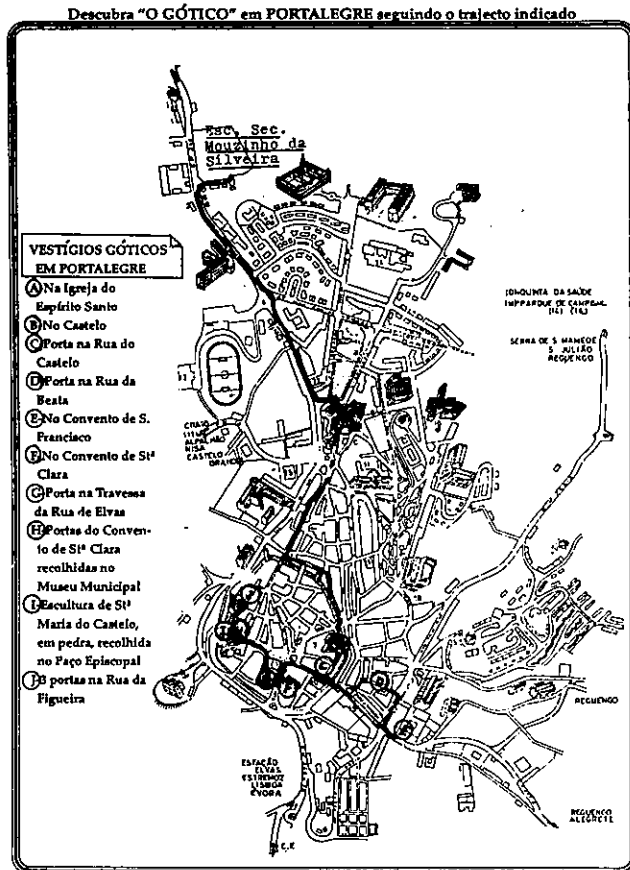 Descubra "O GÓTICO" em PORTALEGRE seguindo o trajecto indicado
Esc. Sec.
Mouzinho da
Silveira
VESTÍGIOS GÓTICOS
EM PORTALEGRE
A Na Igreja do
Espírito Santo
B No Castelo
C Porta na Rua do
Castelo
D Porta na Rua da
Beata
E No Convento de S.
Francisco
F No Convento de Stª
Clara
G Porta na Travessa
da Rua de Elvas
H Portas do Conven-
to de Stª Clara
recolhidas no
Museu Municipal
I Escultura de Stª
Maria do Castelo,
em pedra, recolhida
no Paço Episcopal
J 3 portas na Rua da
Figueira
QUINTA DA SAÚDE
PARQUE DE CAMP.
SERRA DE S. MAMEDE
S. JULIÃO
REGUENGO
CRATO
ALPALHÃO
NISA
CASTELO
BRANCO
REGUENGO
ESTAÇÃO
ELVAS
ESTREMOZ
LISBOA
ÉVORA
REGUENGO
ALEGRETE